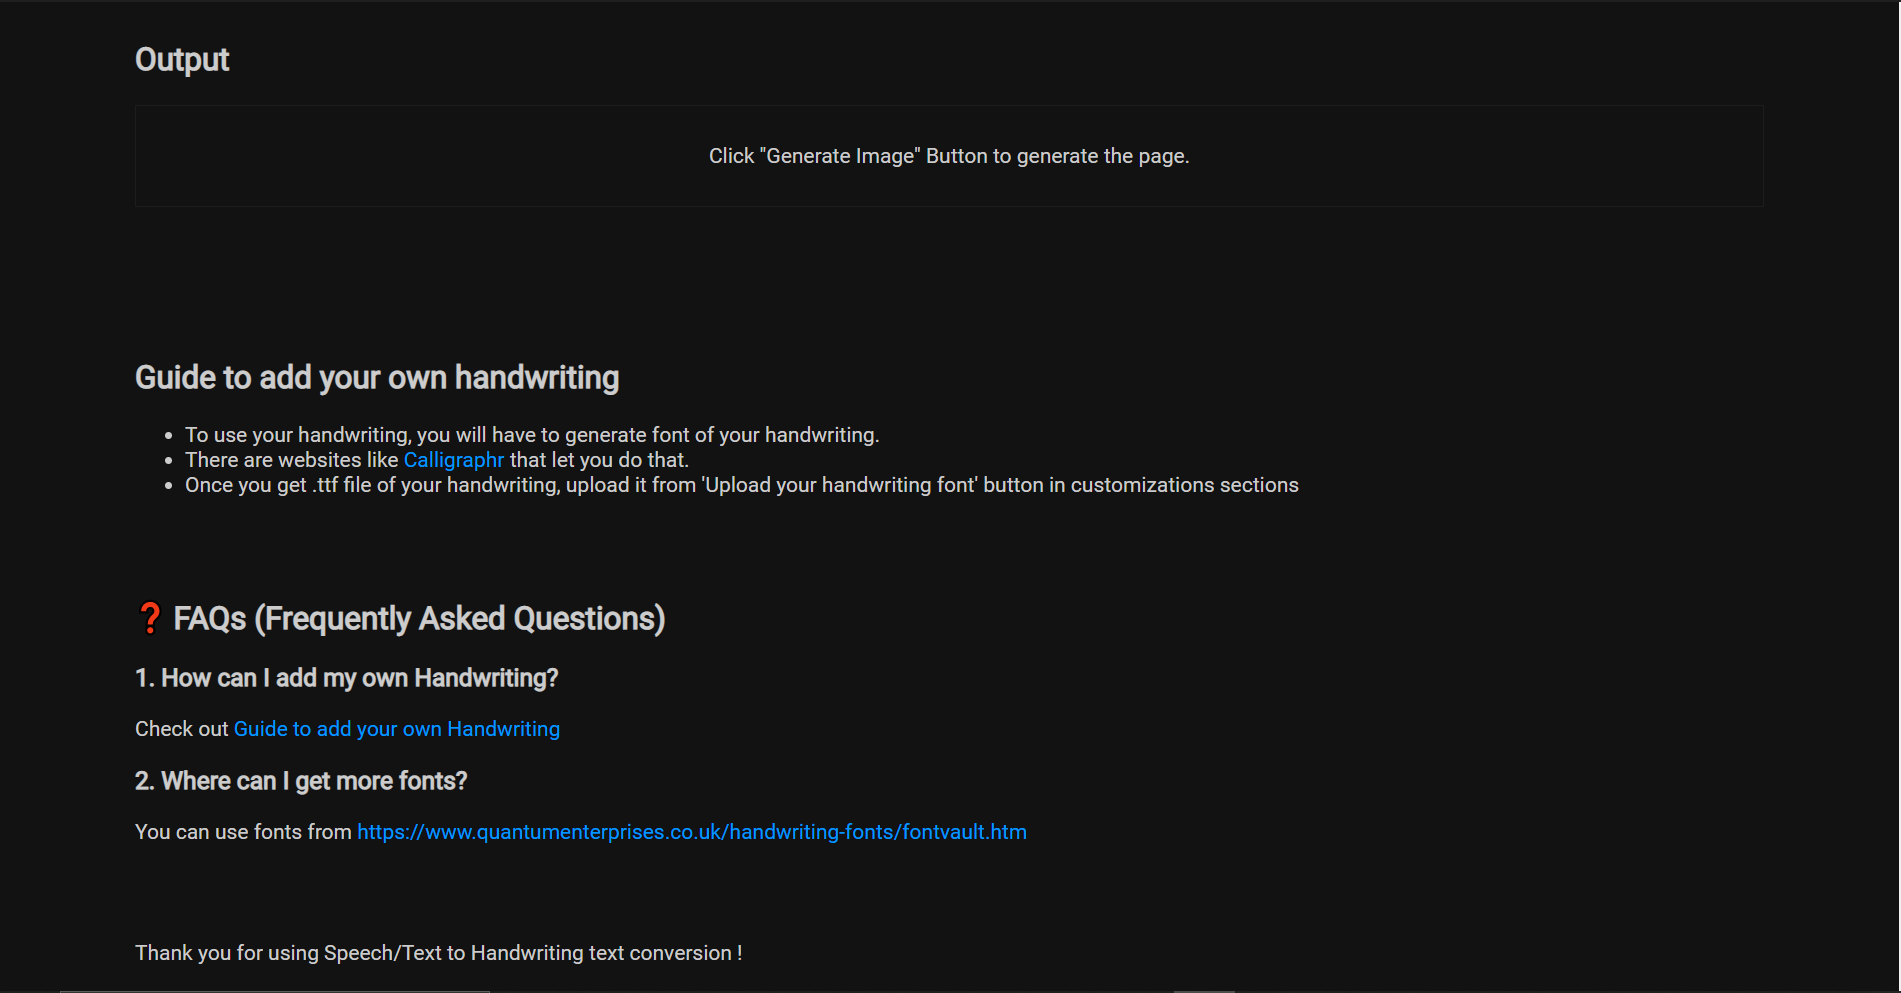 Output
Click "Generate Image" Button to generate the page.
Guide to add your own handwriting
• To use your handwriting, you will have to generate font of your handwriting.
• There are websites like Calligraphr that let you do that.
• Once you get .ttf file of your handwriting, upload it from 'Upload your handwriting font' button in customizations sections
❓ FAQs (Frequently Asked Questions)
1. How can I add my own Handwriting?
Check out Guide to add your own Handwriting
2. Where can I get more fonts?
You can use fonts from https://www.quantumenterprises.co.uk/handwriting-fonts/fontvault.htm
Thank you for using Speech/Text to Handwriting text conversion !